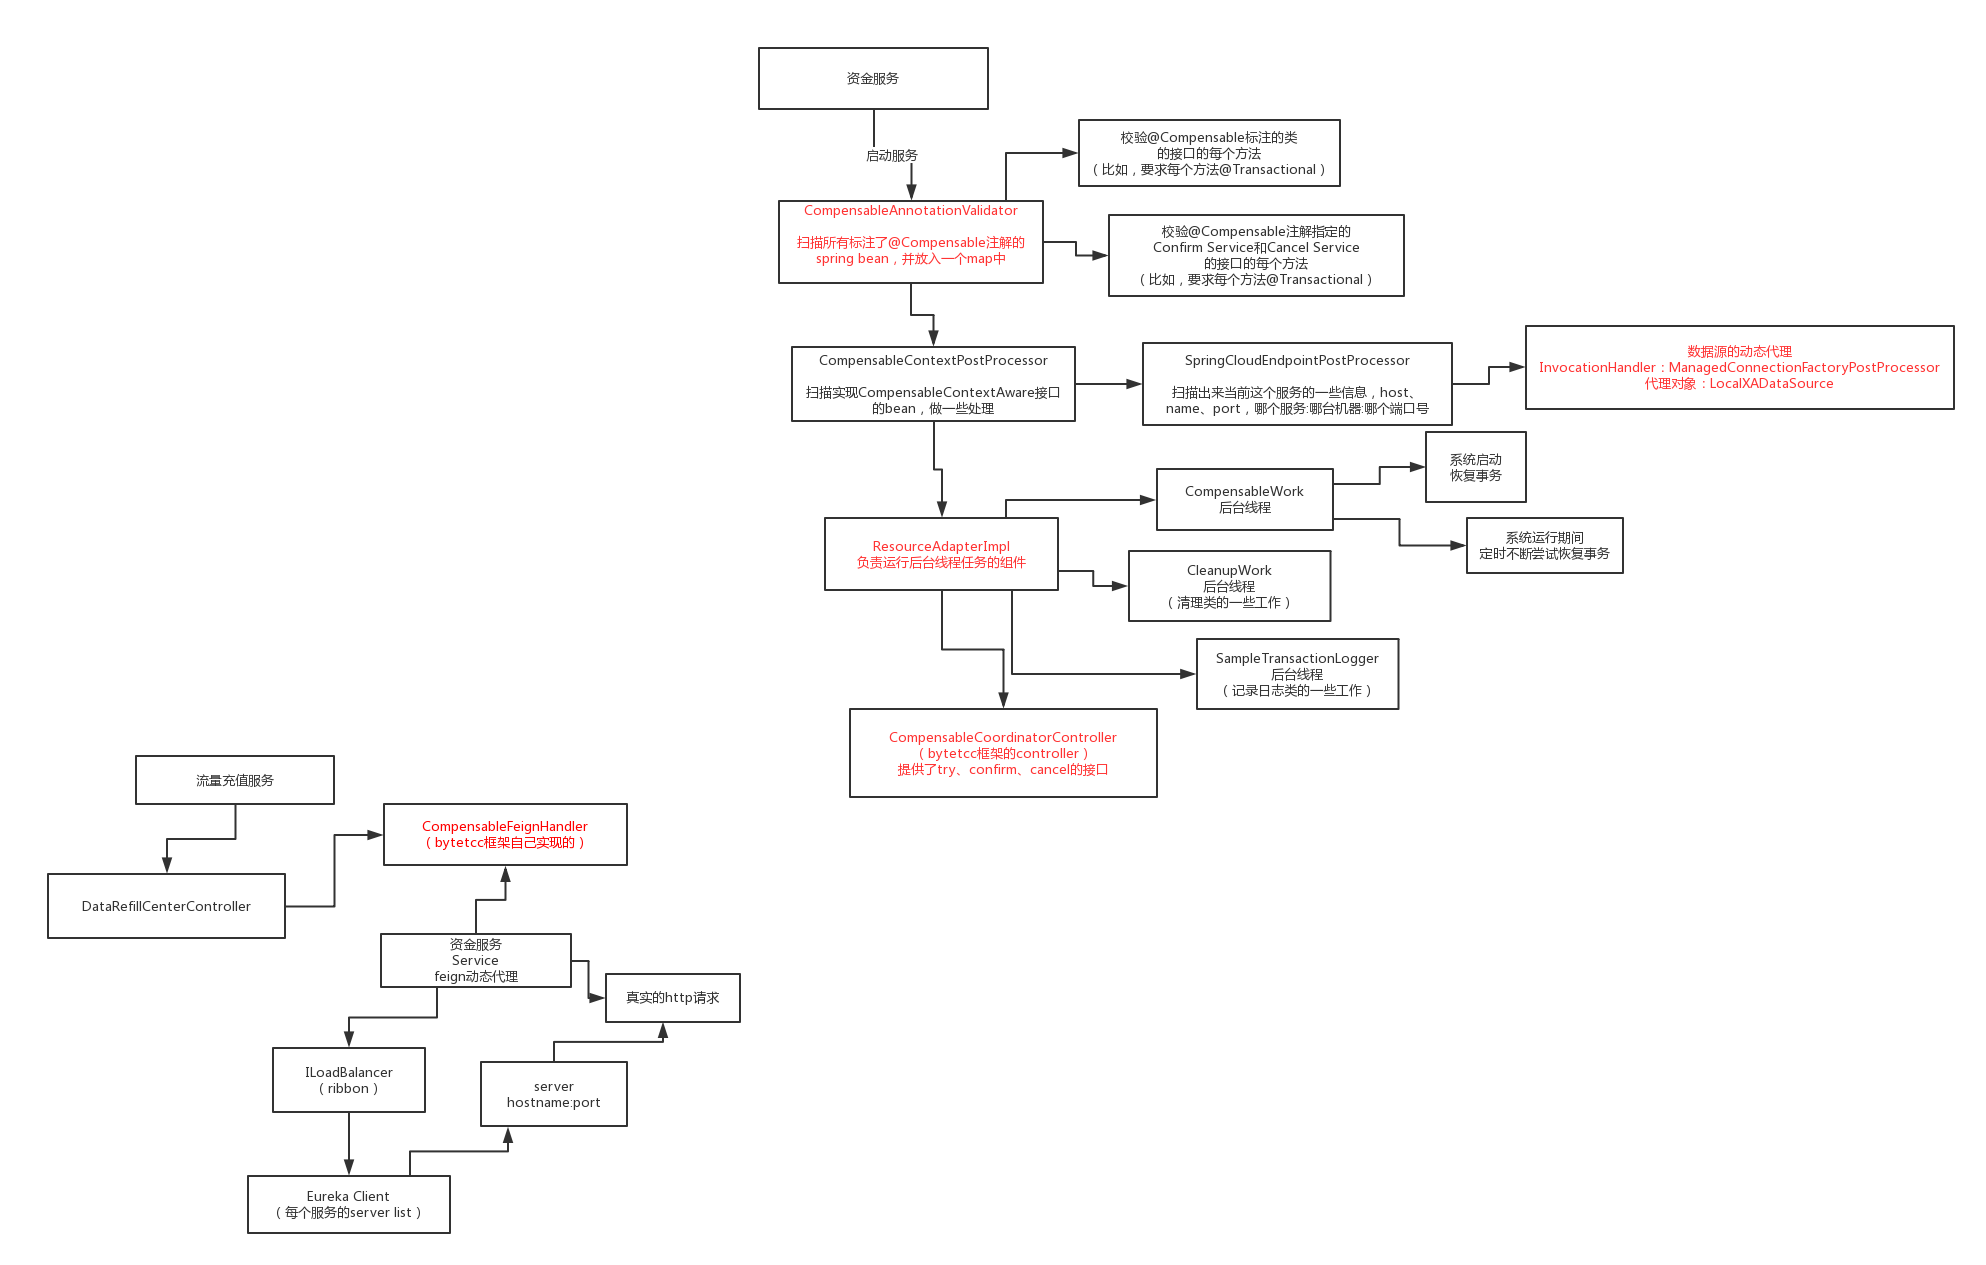 资金服务
启动服务
校验@Compensable标注的类
的接口的每个方法
（比如，要求每个方法@Transactional）
CompensableAnnotationValidator
扫描所有标注了@Compensable注解的
spring bean，并放入一个map中
校验@Compensable注解指定的
Confirm Service和Cancel Service
的接口的每个方法
（比如，要求每个方法@Transactional）
CompensableContextPostProcessor
扫描实现CompensableContextAware接口
的bean，做一些处理
SpringCloudEndpointPostProcessor
扫描出来当前这个服务的一些信息，host、
name、port，哪个服务:哪台机器:哪个端口号
数据源的动态代理
InvocationHandler：ManagedConnectionFactoryPostProcessor
代理对象：LocalXADataSource
系统启动
恢复事务
CompensableWork
后台线程
系统运行期间
定时不断尝试恢复事务
ResourceAdapterImpl
负责运行后台线程任务的组件
CleanupWork
后台线程
（清理类的一些工作）
SampleTransactionLogger
后台线程
（记录日志类的一些工作）
CompensableCoordinatorController
（bytetcc框架的controller）
提供了try、confirm、cancel的接口
流量充值服务
CompensableFeignHandler
（bytetcc框架自己实现的）
DataRefillCenterController
资金服务
Service
feign动态代理
真实的http请求
ILoadBalancer
（ribbon）
server
hostname:port
Eureka Client
（每个服务的server list）